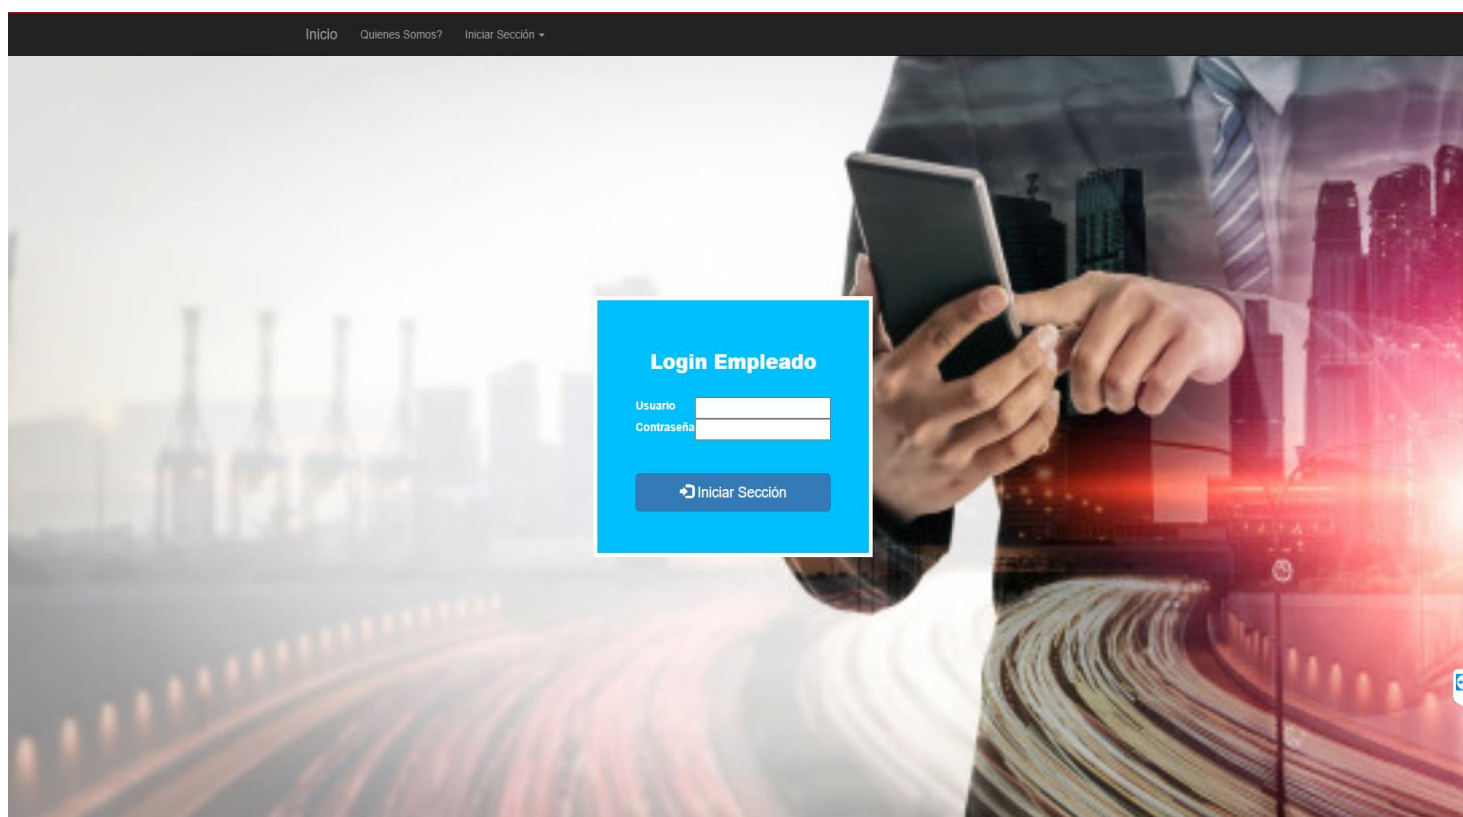 Inicio Quienes Somos? Iniciar Sección
Login Empleado
Usuario
Contraseña
Iniciar Sección